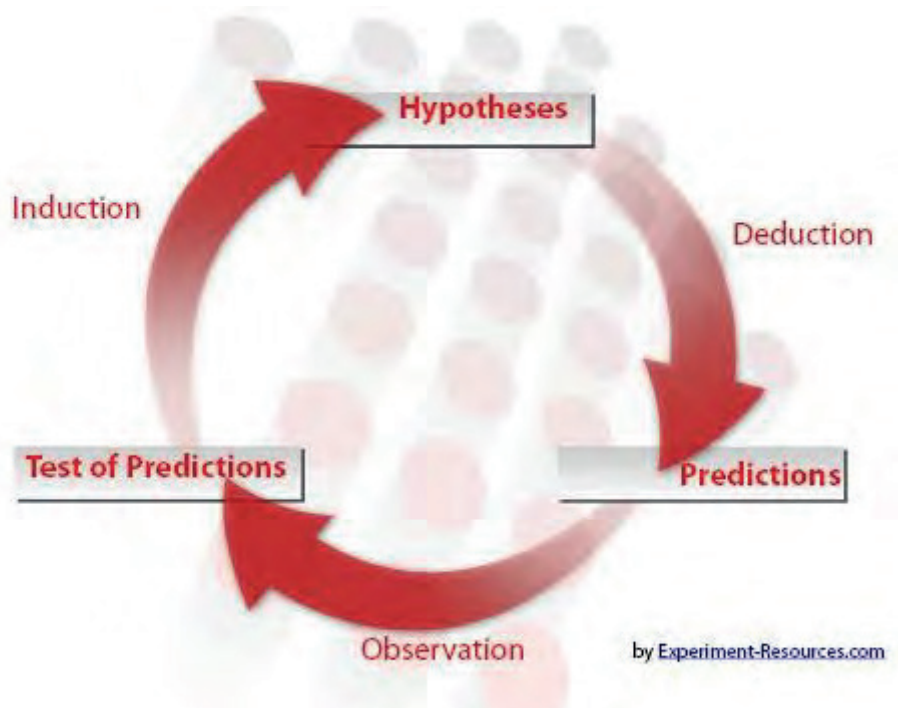 Hypotheses
Induction
Deduction
Test of Predictions
Predictions
Observation
by Experiment-Resources.com